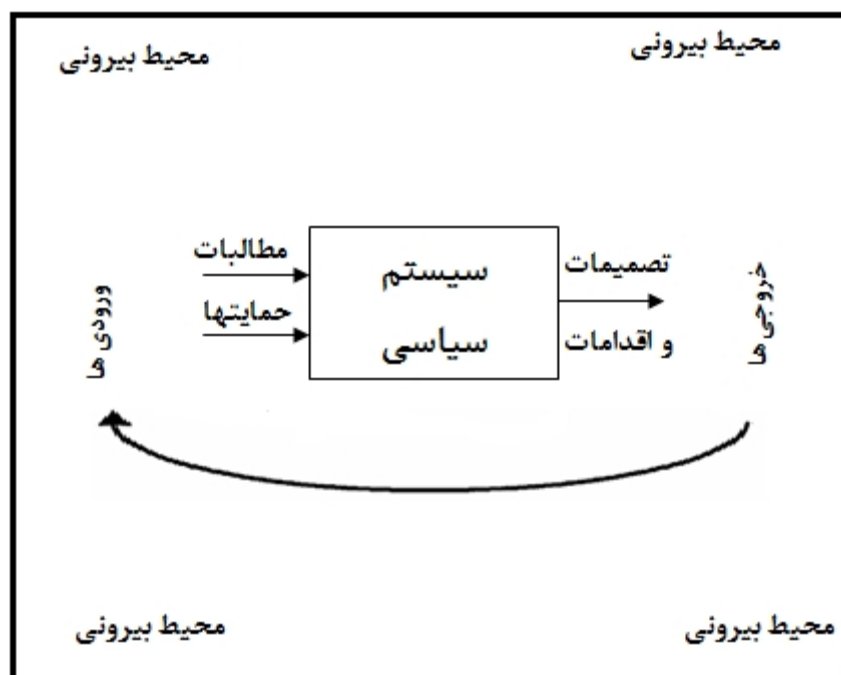 محیط بیرونی
محیط بیرونی
مطالبات
حمایتها
سیستم
سیاسی
تصمیمات
و اقدامات
ورودی ها
خروجی ها
محیط بیرونی
محیط بیرونی